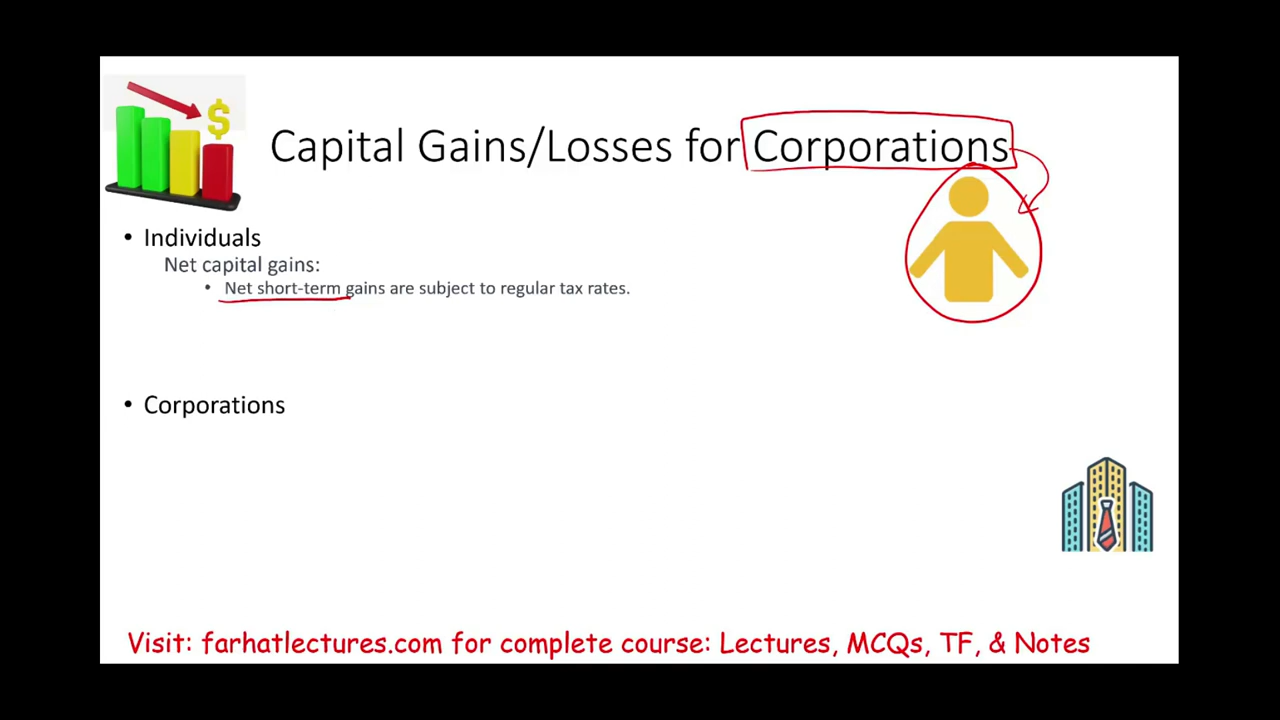 Capital Gains/Losses for Corporations
• Individuals
Net capital gains:
• Net short-term gains are subject to regular tax rates.
• Corporations
Visit: farhatlectures.com for complete course: Lectures, MCQs, TF, & Notes
$